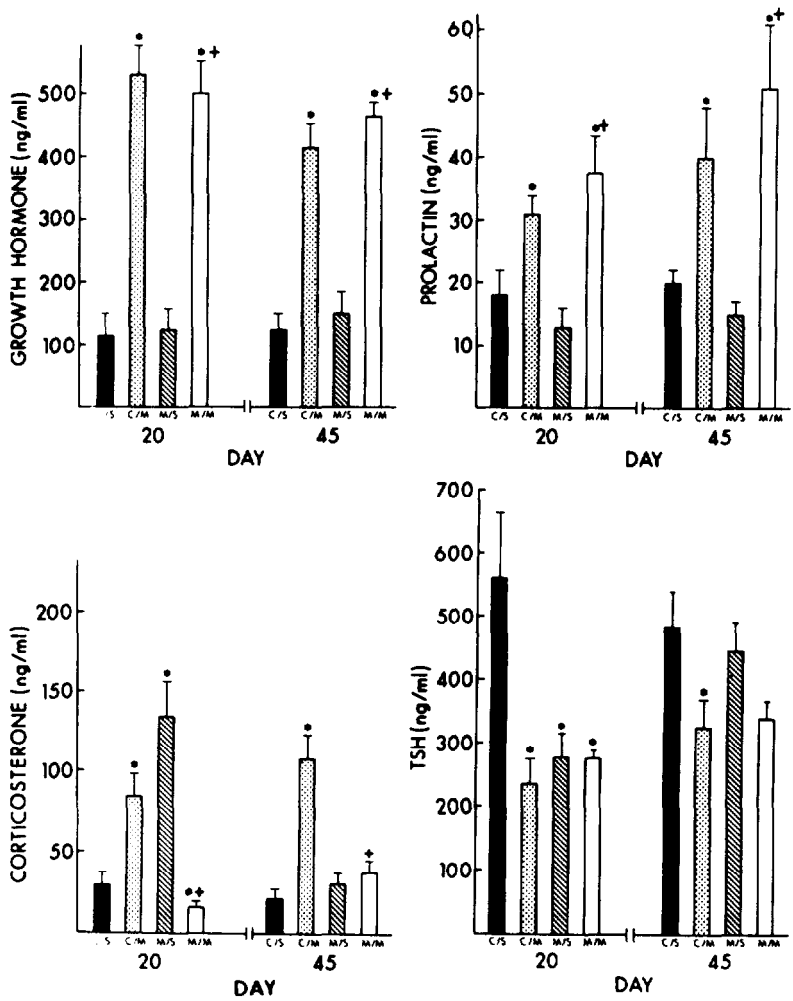 GROWTH HORMONE (ng/ml)
500
400
300
200
100
* * + * * +
/S C/M M/S M/M C/S C/M M/S M/M
20 45
DAY
PROLACTIN (ng/ml)
60
50
40
30
20
10
* *+ * *+
C/S C/M M/S M/M C/S C/M M/S M/M
20 45
DAY
CORTICOSTERONE (ng/ml)
200
150
100
50
* * *+ * +
S C/M M/S M/M C/S C/M M/S M/M
20 45
DAY
TSH (ng/ml)
700
600
500
400
300
200
100
* * * *
C/S C/M M/S M/M C/S C/M M/S M/M
20 45
DAY